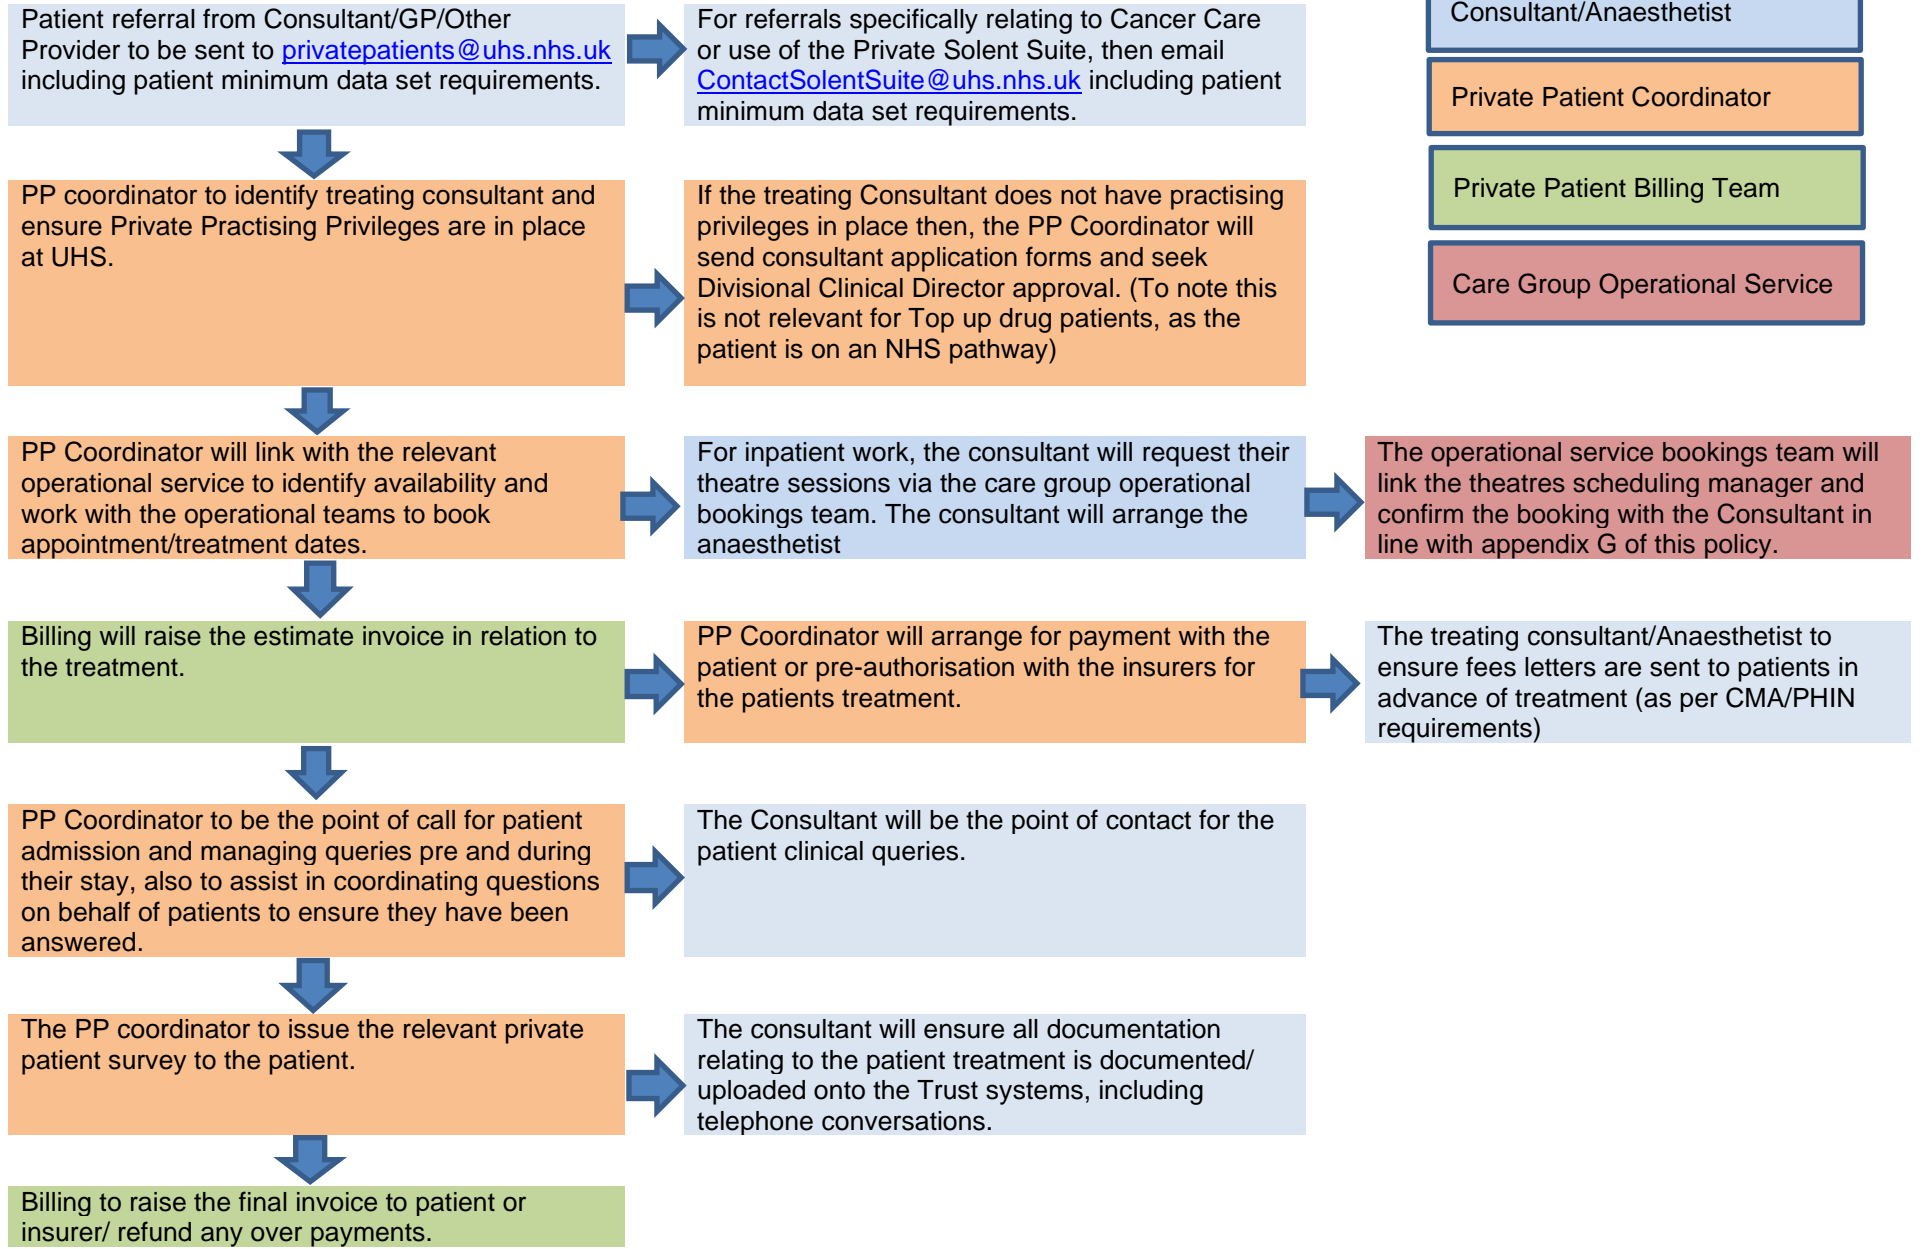 Patient referral from Consultant/GP/Other
Provider to be sent to privatepatients@uhs.nhs.uk
including patient minimum data set requirements.
For referrals specifically relating to Cancer Care
or use of the Private Solent Suite, then email
ContactSolentSuite@uhs.nhs.uk including patient
minimum data set requirements.
Consultant/Anaesthetist
Private Patient Coordinator
Private Patient Billing Team
Care Group Operational Service
PP coordinator to identify treating consultant and
ensure Private Practising Privileges are in place
at UHS.
If the treating Consultant does not have practising
privileges in place then, the PP Coordinator will
send consultant application forms and seek
Divisional Clinical Director approval. (To note this
is not relevant for Top up drug patients, as the
patient is on an NHS pathway)
PP Coordinator will link with the relevant
operational service to identify availability and
work with the operational teams to book
appointment/treatment dates.
For inpatient work, the consultant will request their
theatre sessions via the care group operational
bookings team. The consultant will arrange the
anaesthetist
The operational service bookings team will
link the theatres scheduling manager and
confirm the booking with the Consultant in
line with appendix G of this policy.
Billing will raise the estimate invoice in relation to
the treatment.
PP Coordinator will arrange for payment with the
patient or pre-authorisation with the insurers for
the patients treatment.
The treating consultant/Anaesthetist to
ensure fees letters are sent to patients in
advance of treatment (as per CMA/PHIN
requirements)
PP Coordinator to be the point of call for patient
admission and managing queries pre and during
their stay, also to assist in coordinating questions
on behalf of patients to ensure they have been
answered.
The Consultant will be the point of contact for the
patient clinical queries.
The PP coordinator to issue the relevant private
patient survey to the patient.
The consultant will ensure all documentation
relating to the patient treatment is documented/
uploaded onto the Trust systems, including
telephone conversations.
Billing to raise the final invoice to patient or
insurer/ refund any over payments.